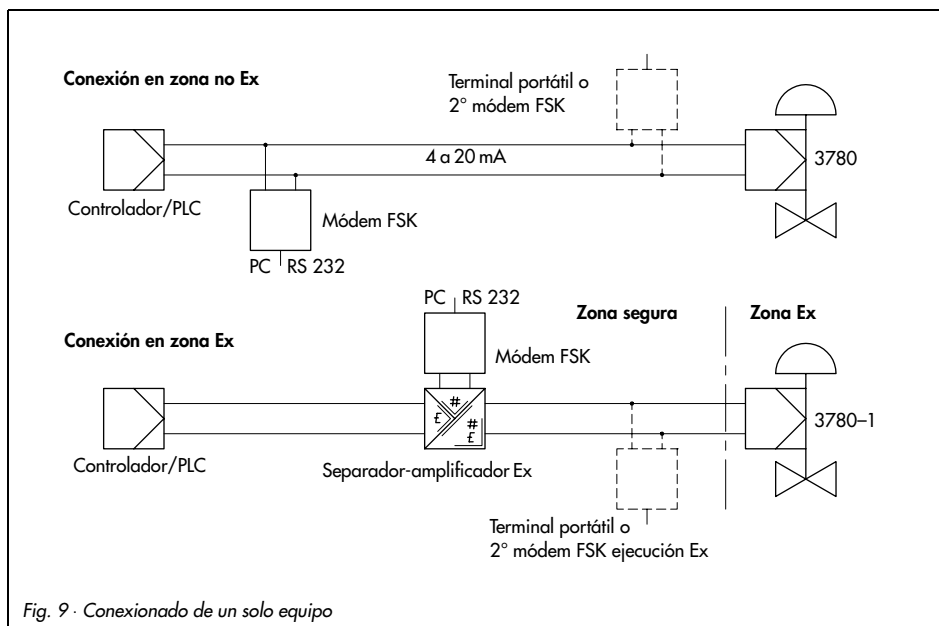 Conexión en zona no Ex
Terminal portátil o
2° módem FSK
4 a 20 mA
3780
Controlador/PLC
Módem FSK
PC RS 232
PC RS 232
Zona segura
Zona Ex
Conexión en zona Ex
Módem FSK
#
E
#
E
3780–1
Controlador/PLC
Separador-amplificador Ex
Terminal portátil o
2° módem FSK ejecución Ex
Fig. 9 · Conexionado de un solo equipo